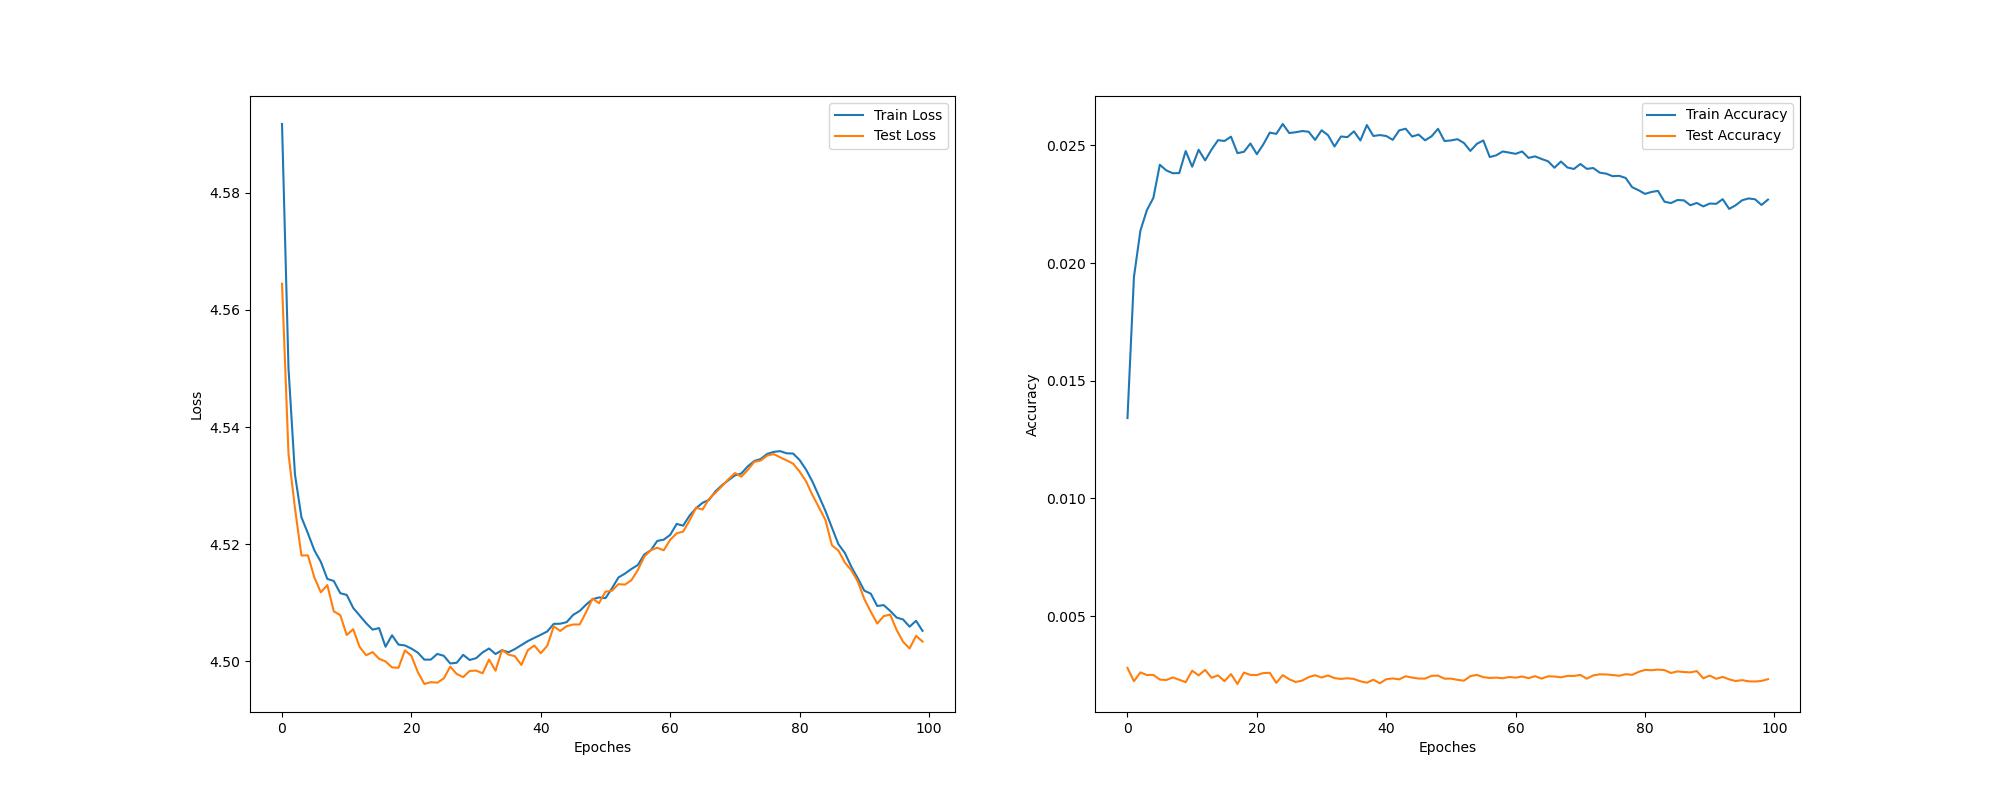 Train Loss
Test Loss
4.58
4.56
4.54
4.52
4.50
Loss
0 20 40 60 80 100
Epoches
Train Accuracy
Test Accuracy
0.025
0.020
0.015
0.010
0.005
Accuracy
0 20 40 60 80 100
Epoches